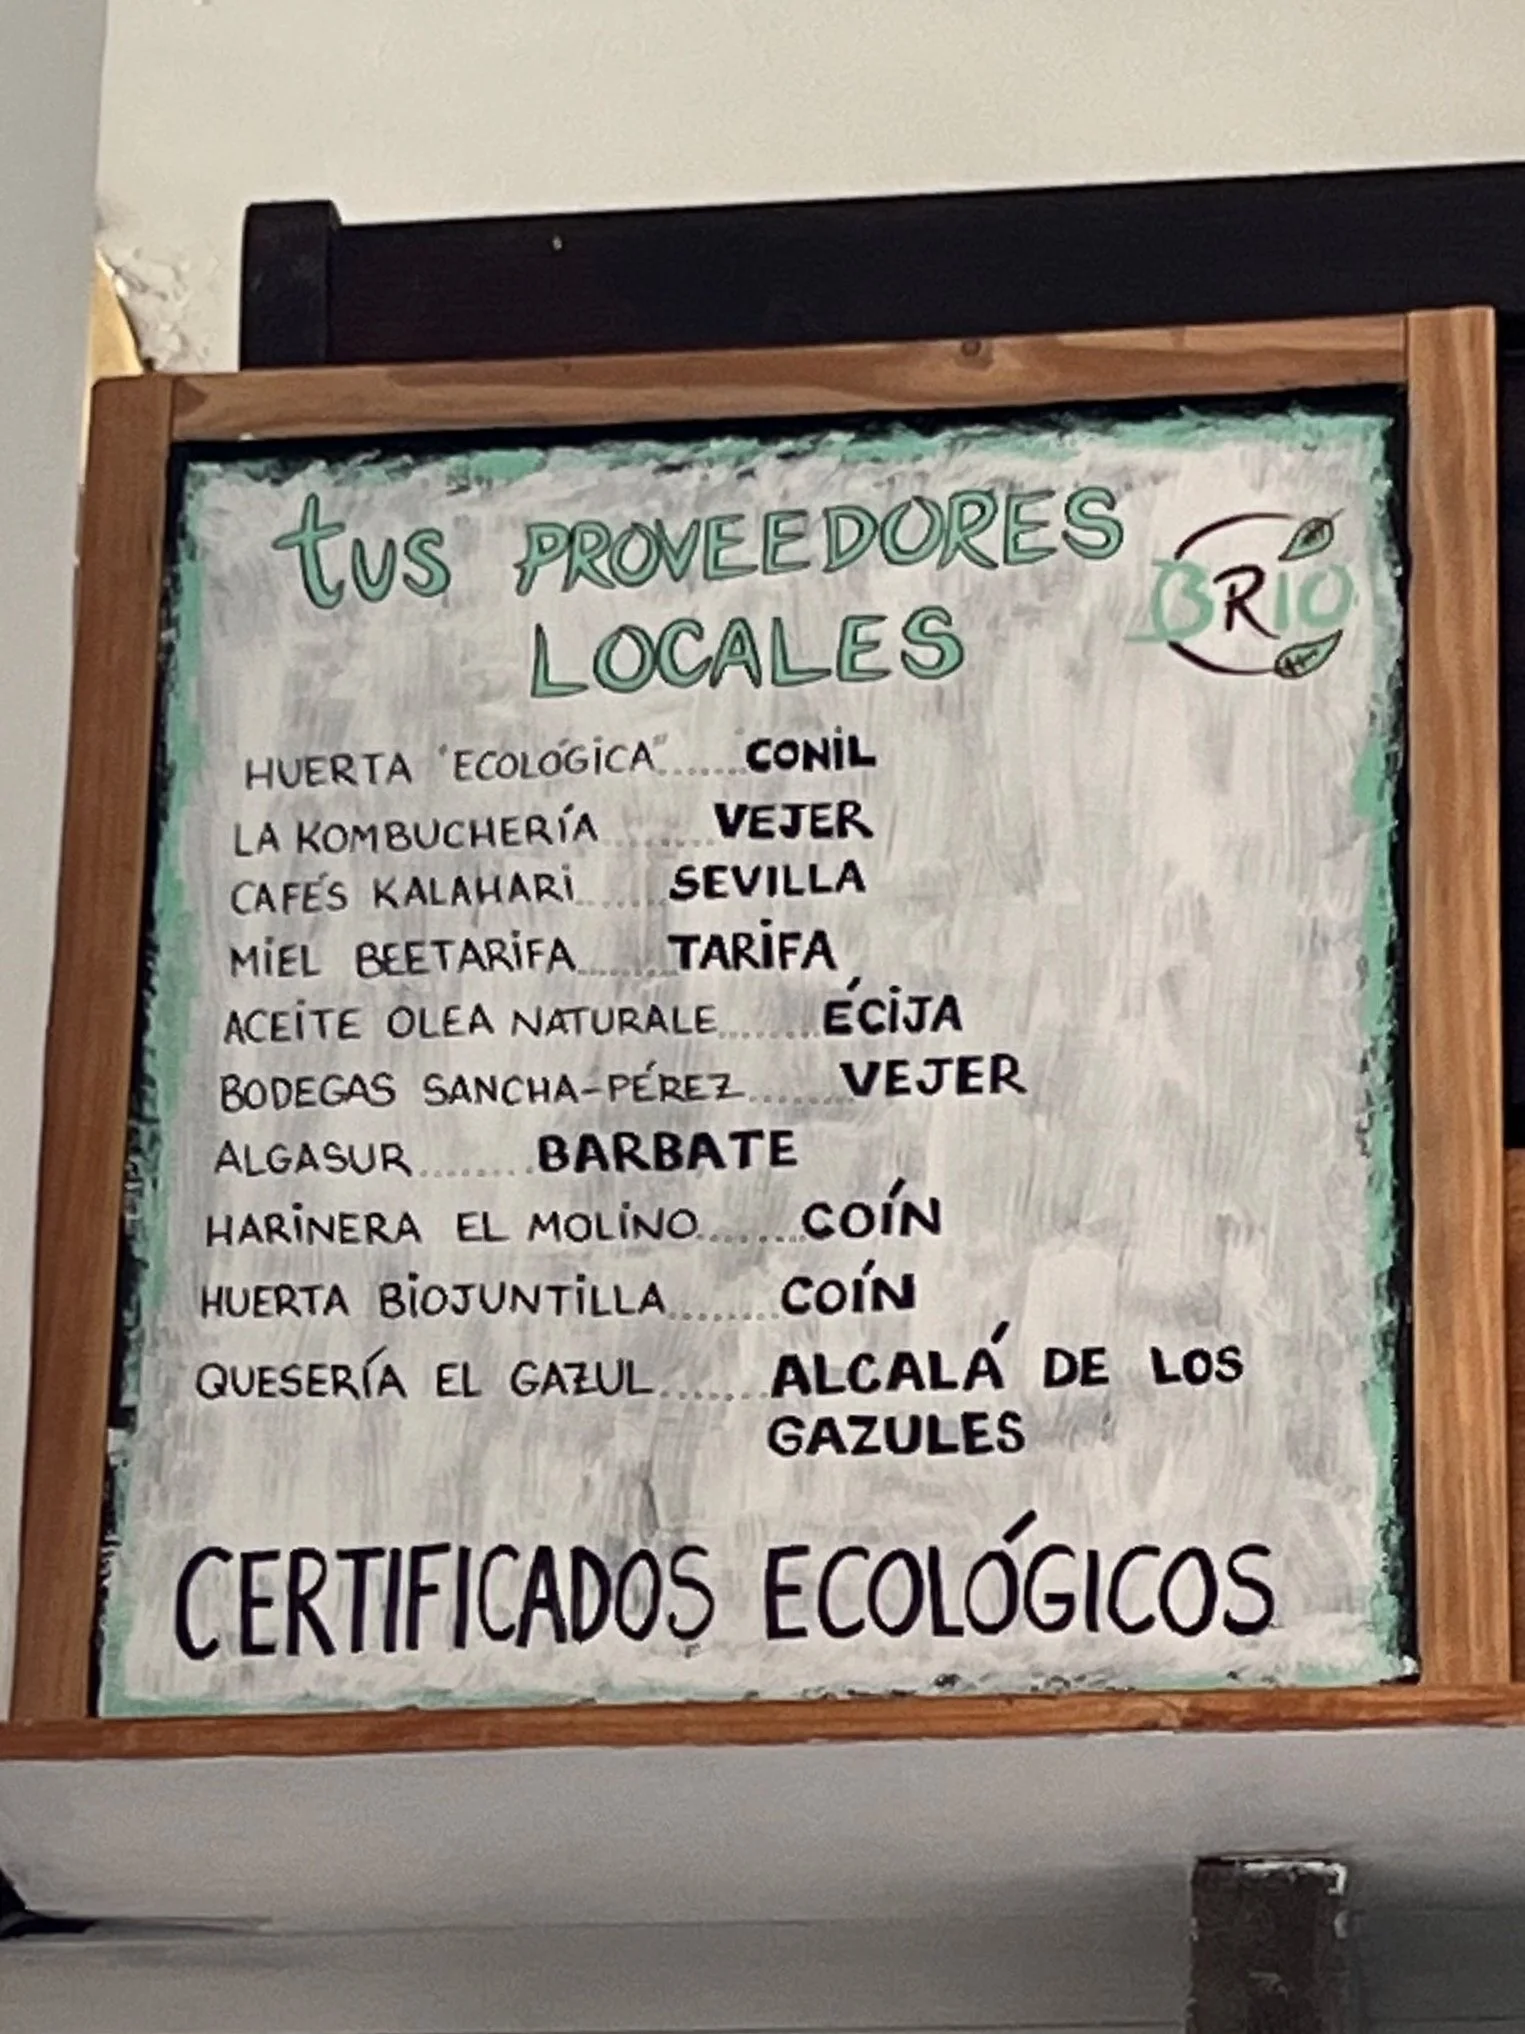 tus PROVEEDORES
LOCALES
BRIO
HUERTA "ECOLÓGICA"....... CONIL
LA KOMBUCHERÍA........ VEJER
CAFÉS KALAHARI....... SEVILLA
MIEL BEETARIFA........ TARIFA
ACEITE OLEA NATURALE........ ÉCIJA
BODEGAS SANCHA-PÉREZ........ VEJER
ALGASUR........ BARBATE
HARINERA EL MOLINO........ COÍN
HUERTA BIOJUNTILLA........ COÍN
QUESERÍA EL GAZUL........ ALCALÁ DE LOS
GAZULES
CERTIFICADOS ECOLÓGICOS